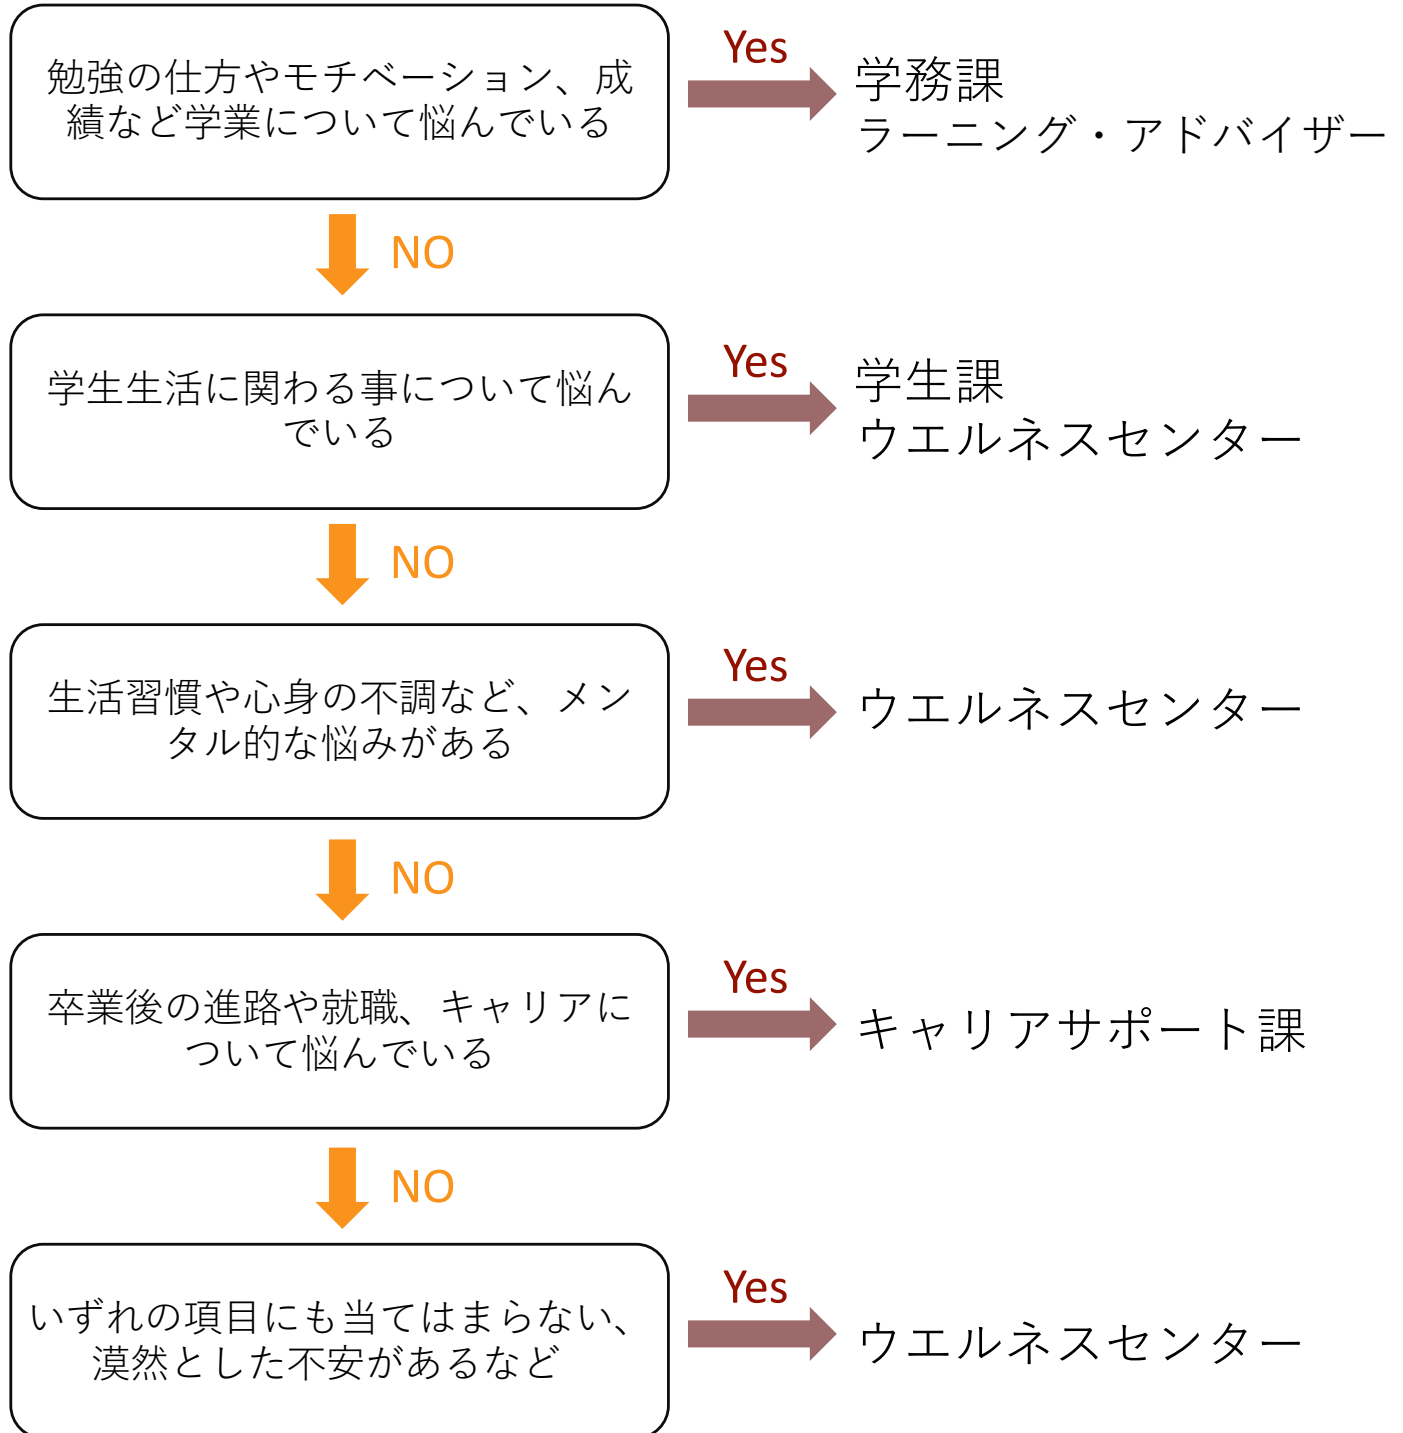 勉強の仕方やモチベーション、成
績など学業について悩んでいる
Yes
学務課
ラーニング・アドバイザー
NO
学生生活に関わる事について悩ん
でいる
Yes
学生課
ウエルネスセンター
NO
生活習慣や心身の不調など、メン
タル的な悩みがある
Yes
ウエルネスセンター
NO
卒業後の進路や就職、キャリアに
ついて悩んでいる
Yes
キャリアサポート課
NO
いずれの項目にも当てはまらない、
漠然とした不安があるなど
Yes
ウエルネスセンター